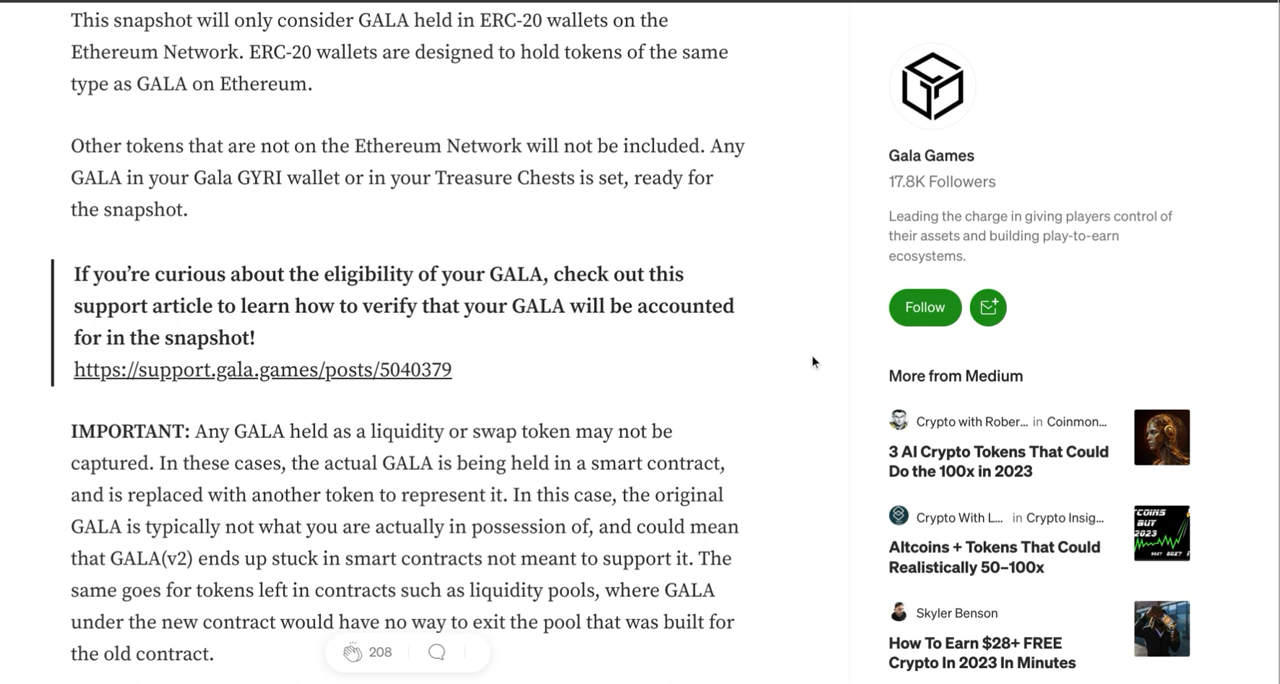 This snapshot will only consider GALA held in ERC-20 wallets on the
Ethereum Network. ERC-20 wallets are designed to hold tokens of the same
type as GALA on Ethereum.
Other tokens that are not on the Ethereum Network will not be included. Any
GALA in your Gala GYRI wallet or in your Treasure Chests is set, ready for
the snapshot.
If you’re curious about the eligibility of your GALA, check out this
support article to learn how to verify that your GALA will be accounted
for in the snapshot!
https://support.gala.games/posts/5040379
IMPORTANT: Any GALA held as a liquidity or swap token may not be
captured. In these cases, the actual GALA is being held in a smart contract,
and is replaced with another token to represent it. In this case, the original
GALA is typically not what you are actually in possession of, and could mean
that GALA(v2) ends up stuck in smart contracts not meant to support it. The
same goes for tokens left in contracts such as liquidity pools, where GALA
under the new contract would have no way to exit the pool that was built for
the old contract.
208
Gala Games
17.8K Followers
Leading the charge in giving players control of
their assets and building play-to-earn
ecosystems.
Follow
More from Medium
Crypto with Rober... in Coinmon...
3 AI Crypto Tokens That Could
Do the 100x in 2023
Crypto With L... in Crypto Insig...
Altcoins + Tokens That Could
Realistically 50–100x
COINS
BUT
2023
Skyler Benson
How To Earn $28+ FREE
Crypto In 2023 In Minutes